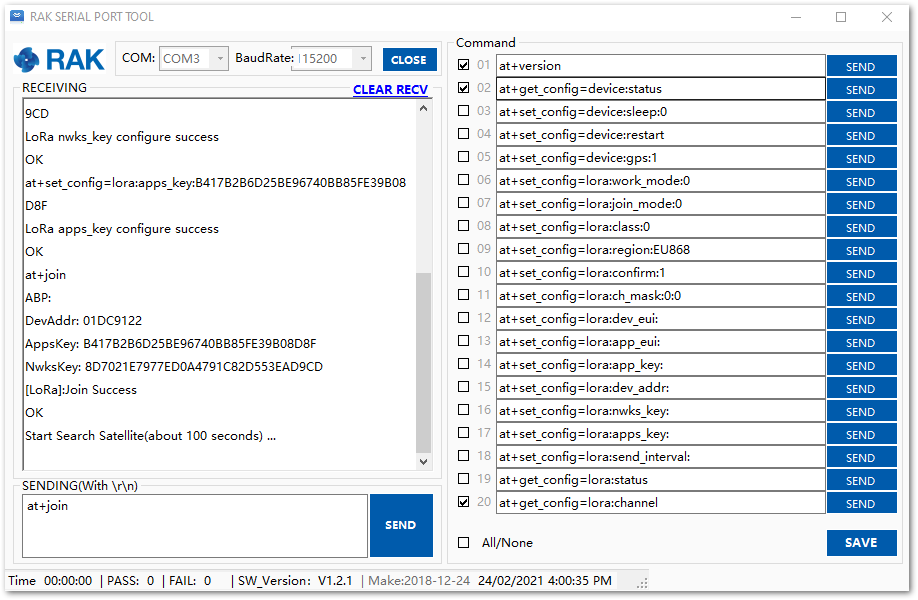 RAK SERIAL PORT TOOL
RAK
COM: COM3 BaudRate: 115200 CLOSE
RECEIVING CLEAR RECV
9CD
LoRa nwks_key configure success
OK
at+set_config=lora:apps_key:B417B2B6D25BE96740BB85FE39B08
D8F
LoRa apps_key configure success
OK
at+join
ABP:
DevAddr: 01DC9122
AppsKey: B417B2B6D25BE96740BB85FE39B08D8F
NwksKey: 8D7021E7977ED0A4791C82D553EAD9CD
[LoRa]:Join Success
OK
Start Search Satellite(about 100 seconds) ...
SENDING(With \r\n)
at+join
SEND
Command
01 at+version SEND
02 at+get_config=device:status SEND
03 at+set_config=device:sleep:0 SEND
04 at+set_config=device:restart SEND
05 at+set_config=device:gps:1 SEND
06 at+set_config=lora:work_mode:0 SEND
07 at+set_config=lora:join_mode:0 SEND
08 at+set_config=lora:class:0 SEND
09 at+set_config=lora:region:EU868 SEND
10 at+set_config=lora:confirm:1 SEND
11 at+set_config=lora:ch_mask:0:0 SEND
12 at+set_config=lora:dev_eui: SEND
13 at+set_config=lora:app_eui: SEND
14 at+set_config=lora:app_key: SEND
15 at+set_config=lora:dev_addr: SEND
16 at+set_config=lora:nwks_key: SEND
17 at+set_config=lora:apps_key: SEND
18 at+set_config=lora:send_interval: SEND
19 at+get_config=lora:status SEND
20 at+get_config=lora:channel SEND
All/None SAVE
Time 00:00:00 | PASS: 0 | FAIL: 0 | SW_Version: V1.2.1 | Make:2018-12-24 24/02/2021 4:00:35 PM